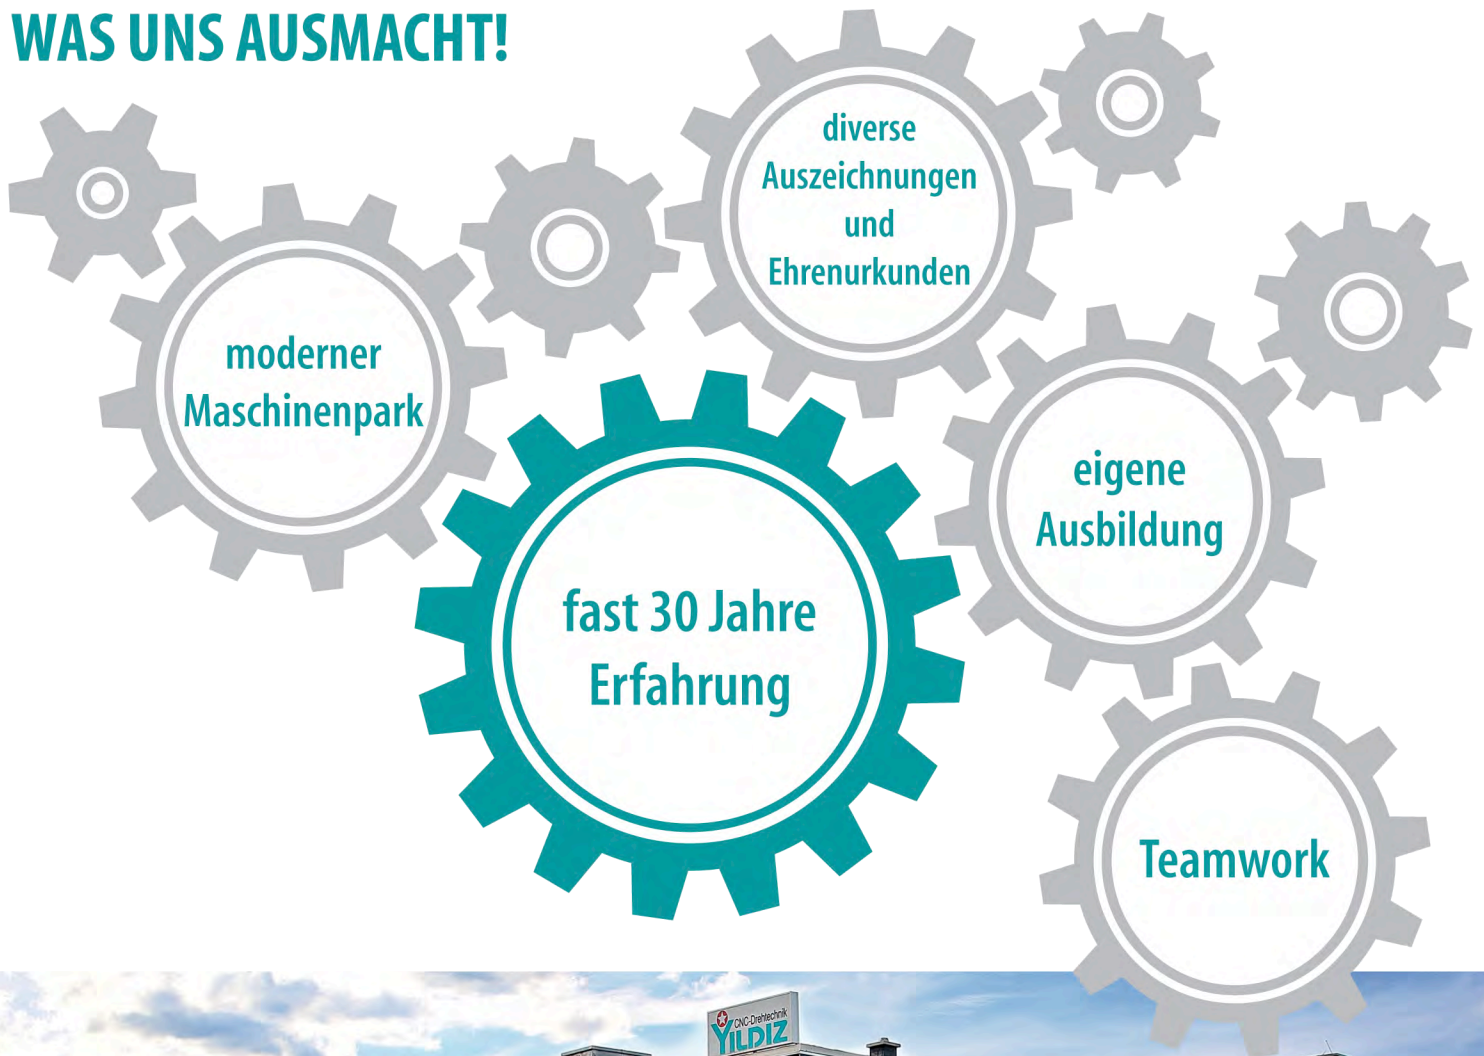 WAS UNS AUSMACHT!
diverse
Auszeichnungen
und
Ehrenurkunden
moderner
Maschinenpark
eigene
Ausbildung
fast 30 Jahre
Erfahrung
Teamwork
CNC-Drehtechnik
YILDIZ